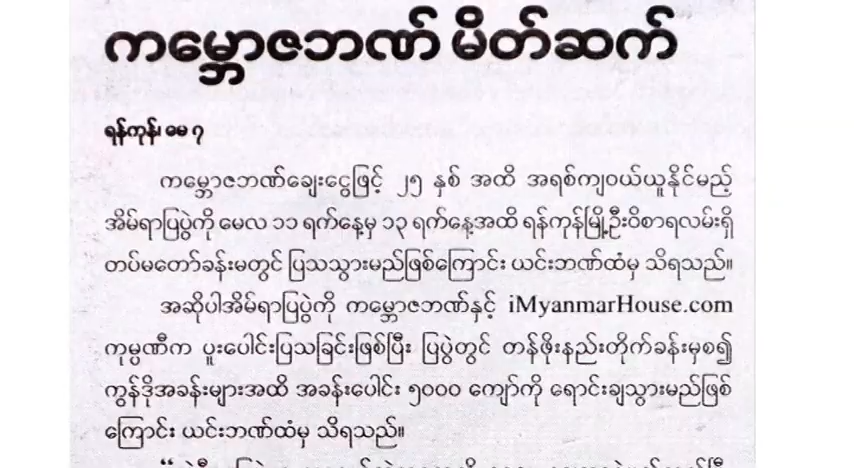 ကမ္ဘောဇဘဏ် မိတ်ဆက်
ရန်ကုန်၊ မေ ၇
ကမ္ဘောဇဘဏ်ချေးငွေဖြင့် ၂၅ နှစ် အထိ အရစ်ကျဝယ်ယူနိုင်မည့်
အိမ်ရာပြပွဲကို မေလ ၁၁ ရက်နေ့မှ ၁၃ ရက်နေ့အထိ ရန်ကုန်မြို့ဦးဝိစာရလမ်းရှိ
တပ်မတော်ခန်းမတွင် ပြသသွားမည်ဖြစ်ကြောင်း ယင်းဘဏ်ထံမှ သိရသည်။
အဆိုပါအိမ်ရာပြပွဲကို ကမ္ဘောဇဘဏ်နှင့် iMyanmarHouse.com
ကုမ္ပဏီက ပူးပေါင်းပြသခြင်းဖြစ်ပြီး ပြပွဲတွင် တန်ဖိုးနည်းတိုက်ခန်းမှစ၍
ကွန်ဒိုအခန်းများအထိ အခန်းပေါင်း ၅၀၀၀ ကျော်ကို ရောင်းချသွားမည်ဖြစ်
ကြောင်း ယင်းဘဏ်ထံမှ သိရသည်။